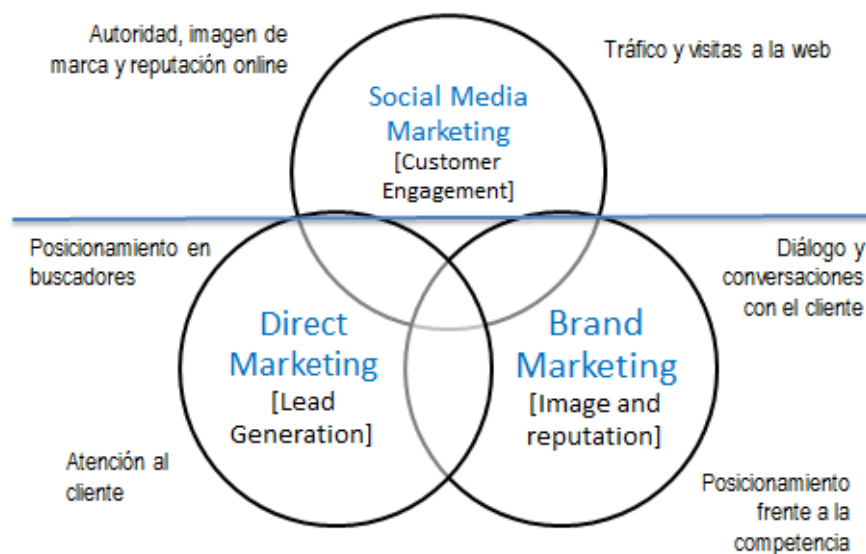 Autoridad, imagen de
marca y reputación online
Tráfico y visitas a la web
Social Media
Marketing
[Customer
Engagement]
Posicionamiento en
buscadores
Diálogo y
conversaciones
con el cliente
Direct
Marketing
[Lead
Generation]
Brand
Marketing
[Image and
reputation]
Atención al
cliente
Posicionamiento
frente a la
competencia